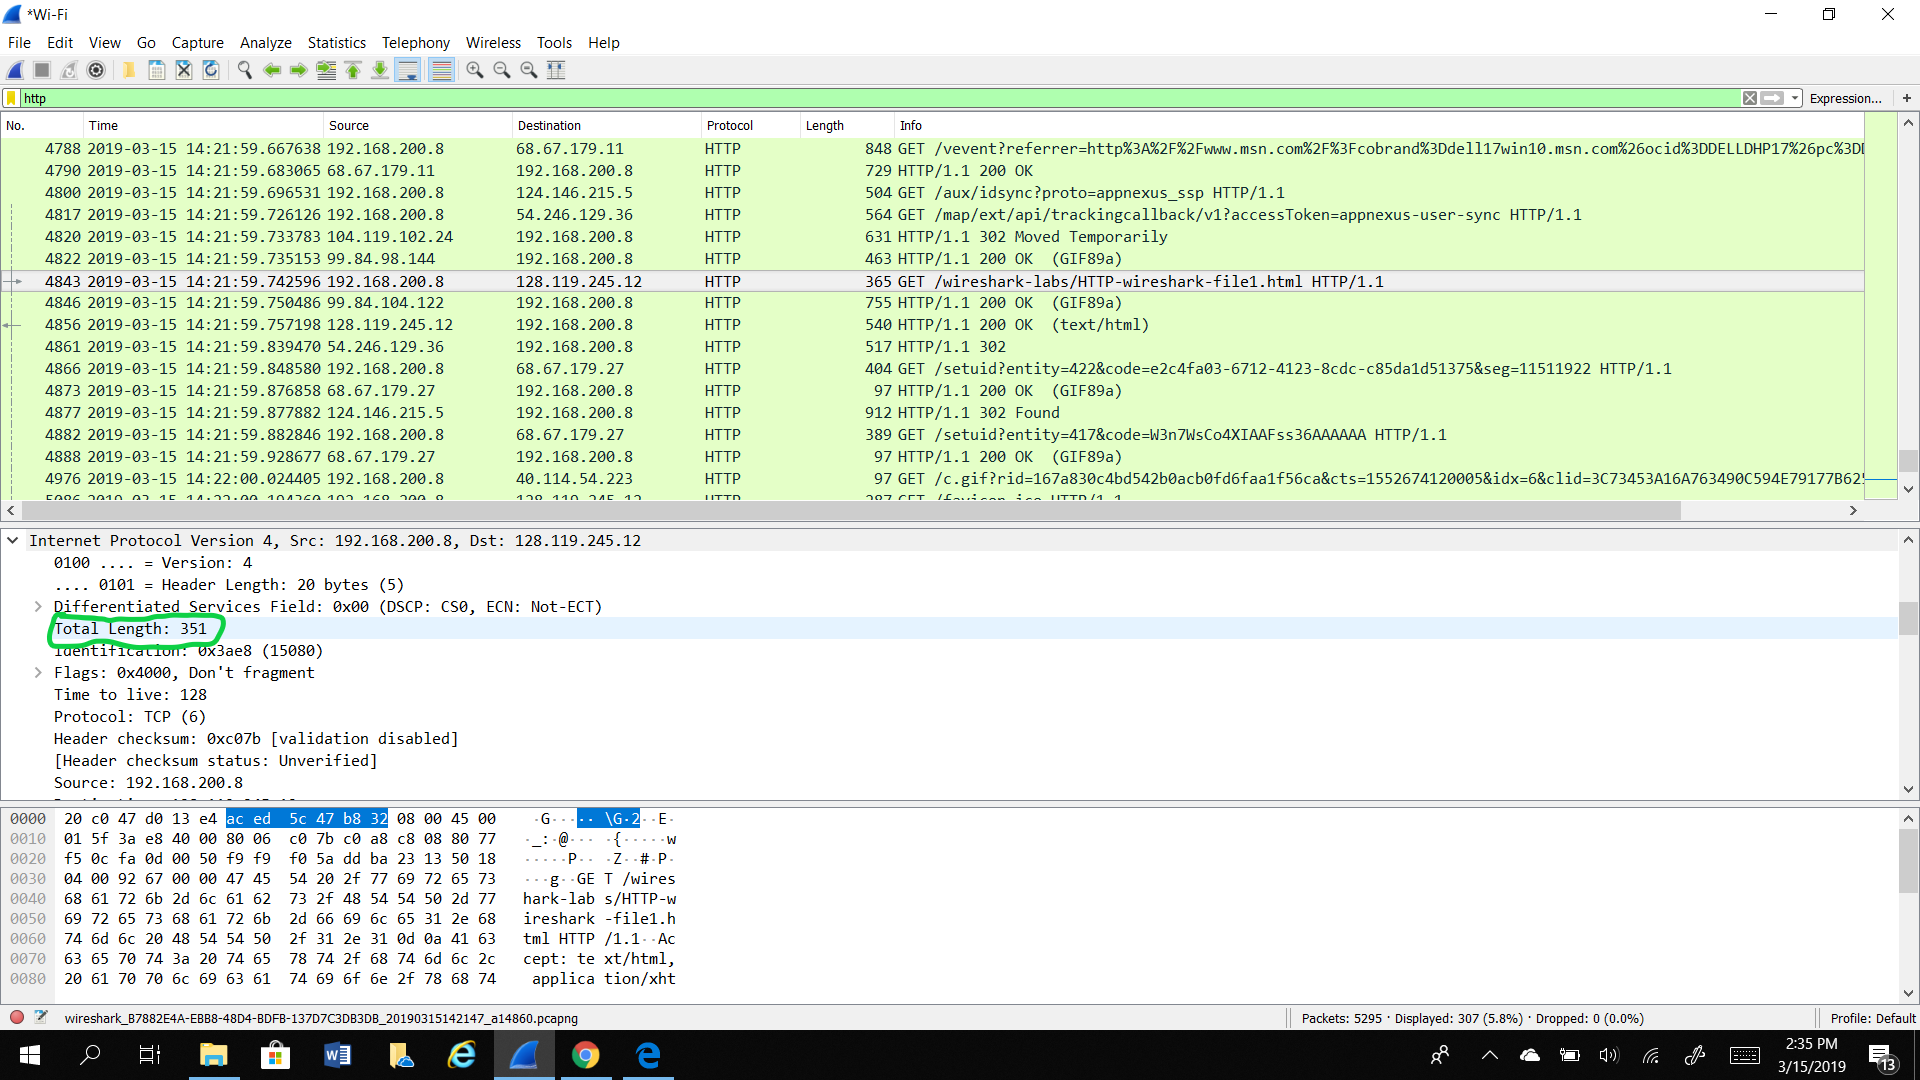 *Wi-Fi
File Edit View Go Capture Analyze Statistics Telephony Wireless Tools Help
http Expression... +
No. Time Source Destination Protocol Length Info
4788 2019-03-15 14:21:59.667638 192.168.200.8 68.67.179.11 HTTP 848 GET /vevent?referrer=http%3A%2F%2Fwww.msn.com%2F%3Fcobrand%3Ddell17win10.msn.com%26ocid%3DDELLDHP17%26pc%3D
4790 2019-03-15 14:21:59.683065 68.67.179.11 192.168.200.8 HTTP 729 HTTP/1.1 200 OK
4800 2019-03-15 14:21:59.696531 192.168.200.8 124.146.215.5 HTTP 504 GET /aux/idsync?proto=appnexus_ssp HTTP/1.1
4817 2019-03-15 14:21:59.726126 192.168.200.8 54.246.129.36 HTTP 564 GET /map/ext/api/trackingcallback/v1?accessToken=appnexus-user-sync HTTP/1.1
4820 2019-03-15 14:21:59.733783 104.119.102.24 192.168.200.8 HTTP 631 HTTP/1.1 302 Moved Temporarily
4822 2019-03-15 14:21:59.735153 99.84.98.144 192.168.200.8 HTTP 463 HTTP/1.1 200 OK (GIF89a)
4843 2019-03-15 14:21:59.742596 192.168.200.8 128.119.245.12 HTTP 365 GET /wireshark-labs/HTTP-wireshark-file1.html HTTP/1.1
4846 2019-03-15 14:21:59.750486 99.84.104.122 192.168.200.8 HTTP 755 HTTP/1.1 200 OK (GIF89a)
4856 2019-03-15 14:21:59.757198 128.119.245.12 192.168.200.8 HTTP 540 HTTP/1.1 200 OK (text/html)
4861 2019-03-15 14:21:59.839470 54.246.129.36 192.168.200.8 HTTP 517 HTTP/1.1 302
4866 2019-03-15 14:21:59.848580 192.168.200.8 68.67.179.27 HTTP 404 GET /setuid?entity=422&code=e2c4fa03-6712-4123-8cdc-c85da1d51375&seg=11511922 HTTP/1.1
4873 2019-03-15 14:21:59.876858 68.67.179.27 192.168.200.8 HTTP 97 HTTP/1.1 200 OK (GIF89a)
4877 2019-03-15 14:21:59.877882 124.146.215.5 192.168.200.8 HTTP 912 HTTP/1.1 302 Found
4882 2019-03-15 14:21:59.882846 192.168.200.8 68.67.179.27 HTTP 389 GET /setuid?entity=417&code=W3n7WsCo4XIAAFss36AAAAAA HTTP/1.1
4888 2019-03-15 14:21:59.928677 68.67.179.27 192.168.200.8 HTTP 97 HTTP/1.1 200 OK (GIF89a)
4976 2019-03-15 14:22:00.024405 192.168.200.8 40.114.54.223 HTTP 97 GET /c.gif?rid=167a830c4bd542b0acb0fd6faa1f56ca&cts=1552674120005&idx=6&clid=3C73453A16A763490C594E79177B625
Internet Protocol Version 4, Src: 192.168.200.8, Dst: 128.119.245.12
0100 .... = Version: 4
.... 0101 = Header Length: 20 bytes (5)
Differentiated Services Field: 0x00 (DSCP: CS0, ECN: Not-ECT)
Total Length: 351
Identification: 0x3ae8 (15080)
Flags: 0x4000, Don't fragment
Time to live: 128
Protocol: TCP (6)
Header checksum: 0xc07b [validation disabled]
[Header checksum status: Unverified]
Source: 192.168.200.8
0000 20 c0 47 d0 13 e4 ac ed 5c 47 b8 32 08 00 45 00 ·G···· \G·2··E·
0010 01 5f 3a e8 40 00 80 06 c0 7b c0 a8 c8 08 80 77 ·_:·@··· ·{·····w
0020 f5 0c fa 0d 00 50 f9 f9 f0 5a dd ba 23 13 50 18 ·····P·· ·Z··#·P·
0030 04 00 92 67 00 00 47 45 54 20 2f 77 69 72 65 73 ···g··GE T /wires
0040 68 61 72 6b 2d 6c 61 62 73 2f 48 54 54 50 2d 77 hark-lab s/HTTP-w
0050 69 72 65 73 68 61 72 6b 2d 66 69 6c 65 31 2e 68 ireshark -file1.h
0060 74 6d 6c 20 48 54 54 50 2f 31 2e 31 0d 0a 41 63 tml HTTP /1.1··Ac
0070 63 65 70 74 3a 20 74 65 78 74 2f 68 74 6d 6c 2c cept: te xt/html,
0080 20 61 70 70 6c 69 63 61 74 69 6f 6e 2f 78 68 74 applica tion/xht
wireshark_B7882E4A-EBB8-48D4-BDFB-137D7C3DB3DB_20190315142147_a14860.pcapng Packets: 5295 · Displayed: 307 (5.8%) · Dropped: 0 (0.0%) Profile: Default
2:35 PM
3/15/2019
13